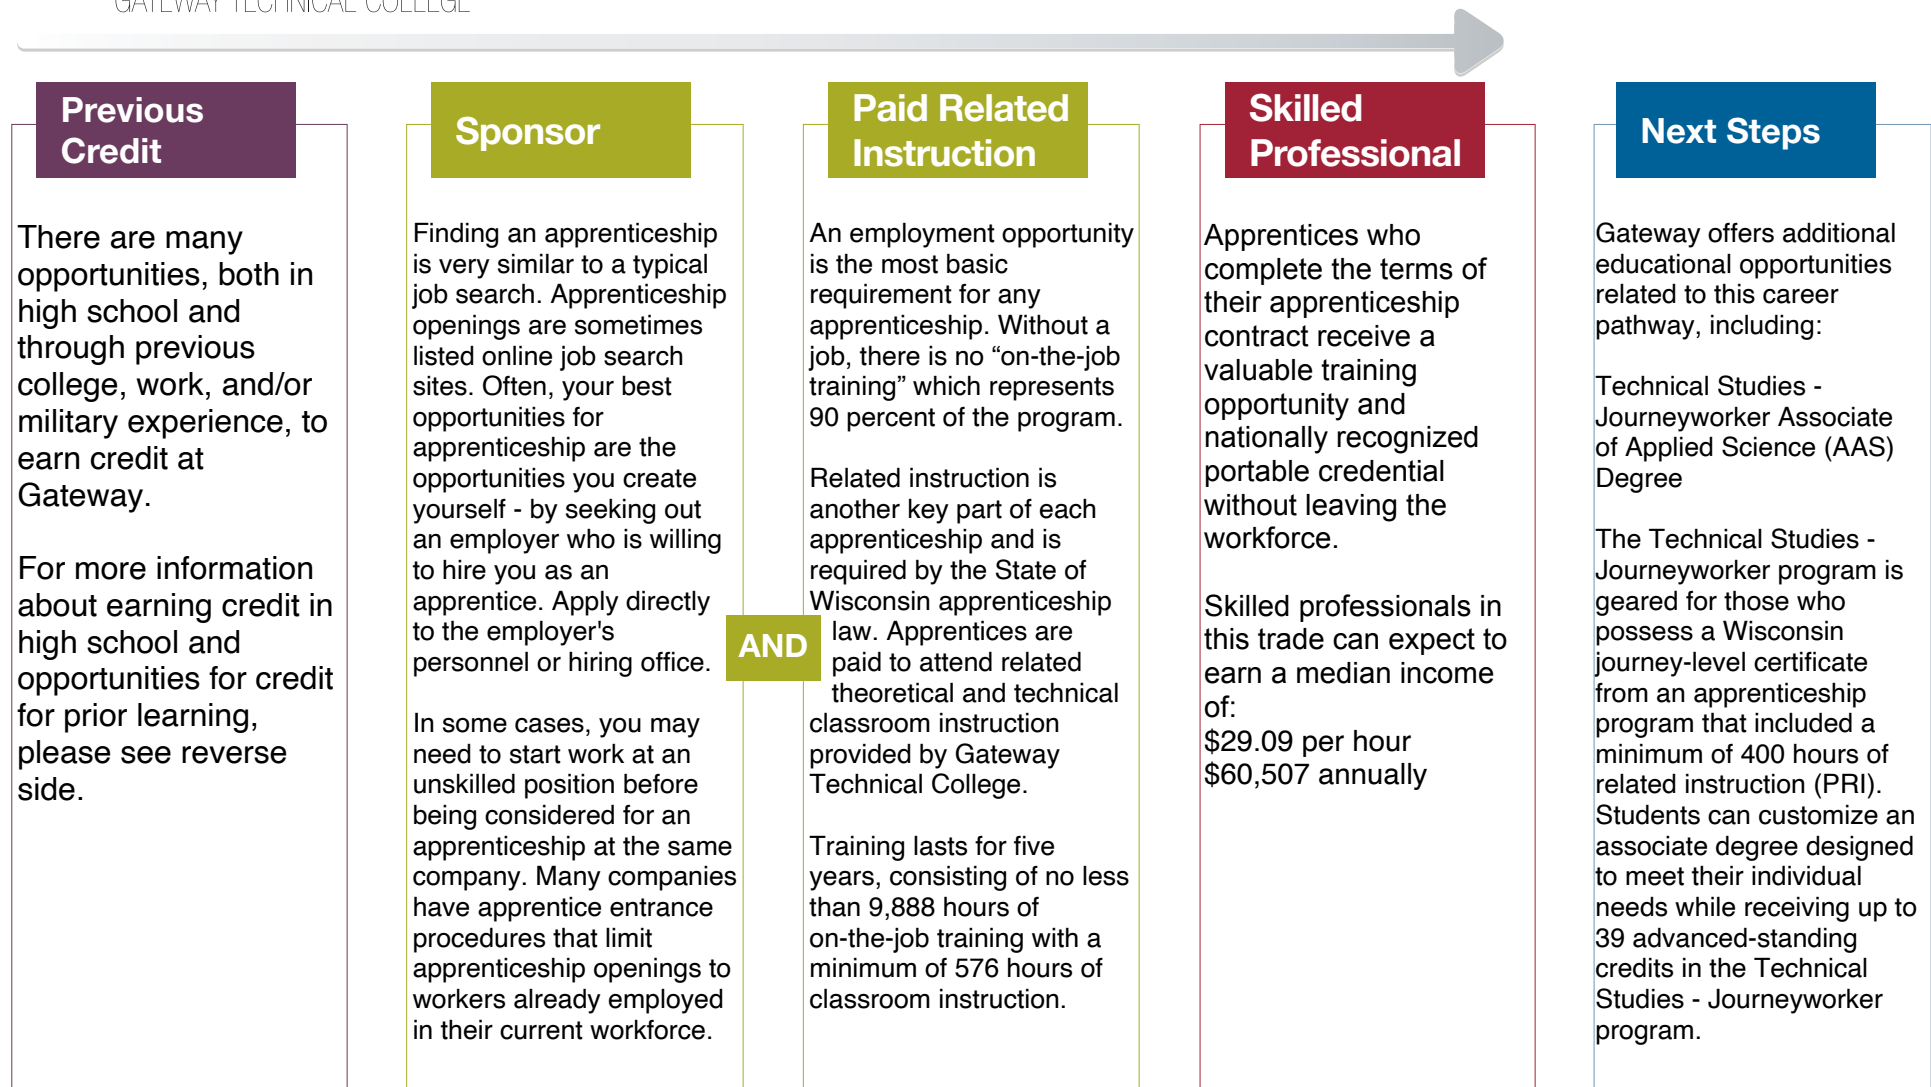 GATEWAY TECHNICAL COLLEGE
Previous
Credit
There are many
opportunities, both in
high school and
through previous
college, work, and/or
military experience, to
earn credit at
Gateway.
For more information
about earning credit in
high school and
opportunities for credit
for prior learning,
please see reverse
side.
Sponsor
Finding an apprenticeship
is very similar to a typical
job search. Apprenticeship
openings are sometimes
listed online job search
sites. Often, your best
opportunities for
apprenticeship are the
opportunities you create
yourself - by seeking out
an employer who is willing
to hire you as an
apprentice. Apply directly
to the employer's
personnel or hiring office.
In some cases, you may
need to start work at an
unskilled position before
being considered for an
apprenticeship at the same
company. Many companies
have apprentice entrance
procedures that limit
apprenticeship openings to
workers already employed
in their current workforce.
AND
Paid Related
Instruction
An employment opportunity
is the most basic
requirement for any
apprenticeship. Without a
job, there is no “on-the-job
training” which represents
90 percent of the program.
Related instruction is
another key part of each
apprenticeship and is
required by the State of
Wisconsin apprenticeship
law. Apprentices are
paid to attend related
theoretical and technical
classroom instruction
provided by Gateway
Technical College.
Training lasts for five
years, consisting of no less
than 9,888 hours of
on-the-job training with a
minimum of 576 hours of
classroom instruction.
Skilled
Professional
Apprentices who
complete the terms of
their apprenticeship
contract receive a
valuable training
opportunity and
nationally recognized
portable credential
without leaving the
workforce.
Skilled professionals in
this trade can expect to
earn a median income
of:
$29.09 per hour
$60,507 annually
Next Steps
Gateway offers additional
educational opportunities
related to this career
pathway, including:
Technical Studies -
Journeyworker Associate
of Applied Science (AAS)
Degree
The Technical Studies -
Journeyworker program is
geared for those who
possess a Wisconsin
journey-level certificate
from an apprenticeship
program that included a
minimum of 400 hours of
related instruction (PRI).
Students can customize an
associate degree designed
to meet their individual
needs while receiving up to
39 advanced-standing
credits in the Technical
Studies - Journeyworker
program.